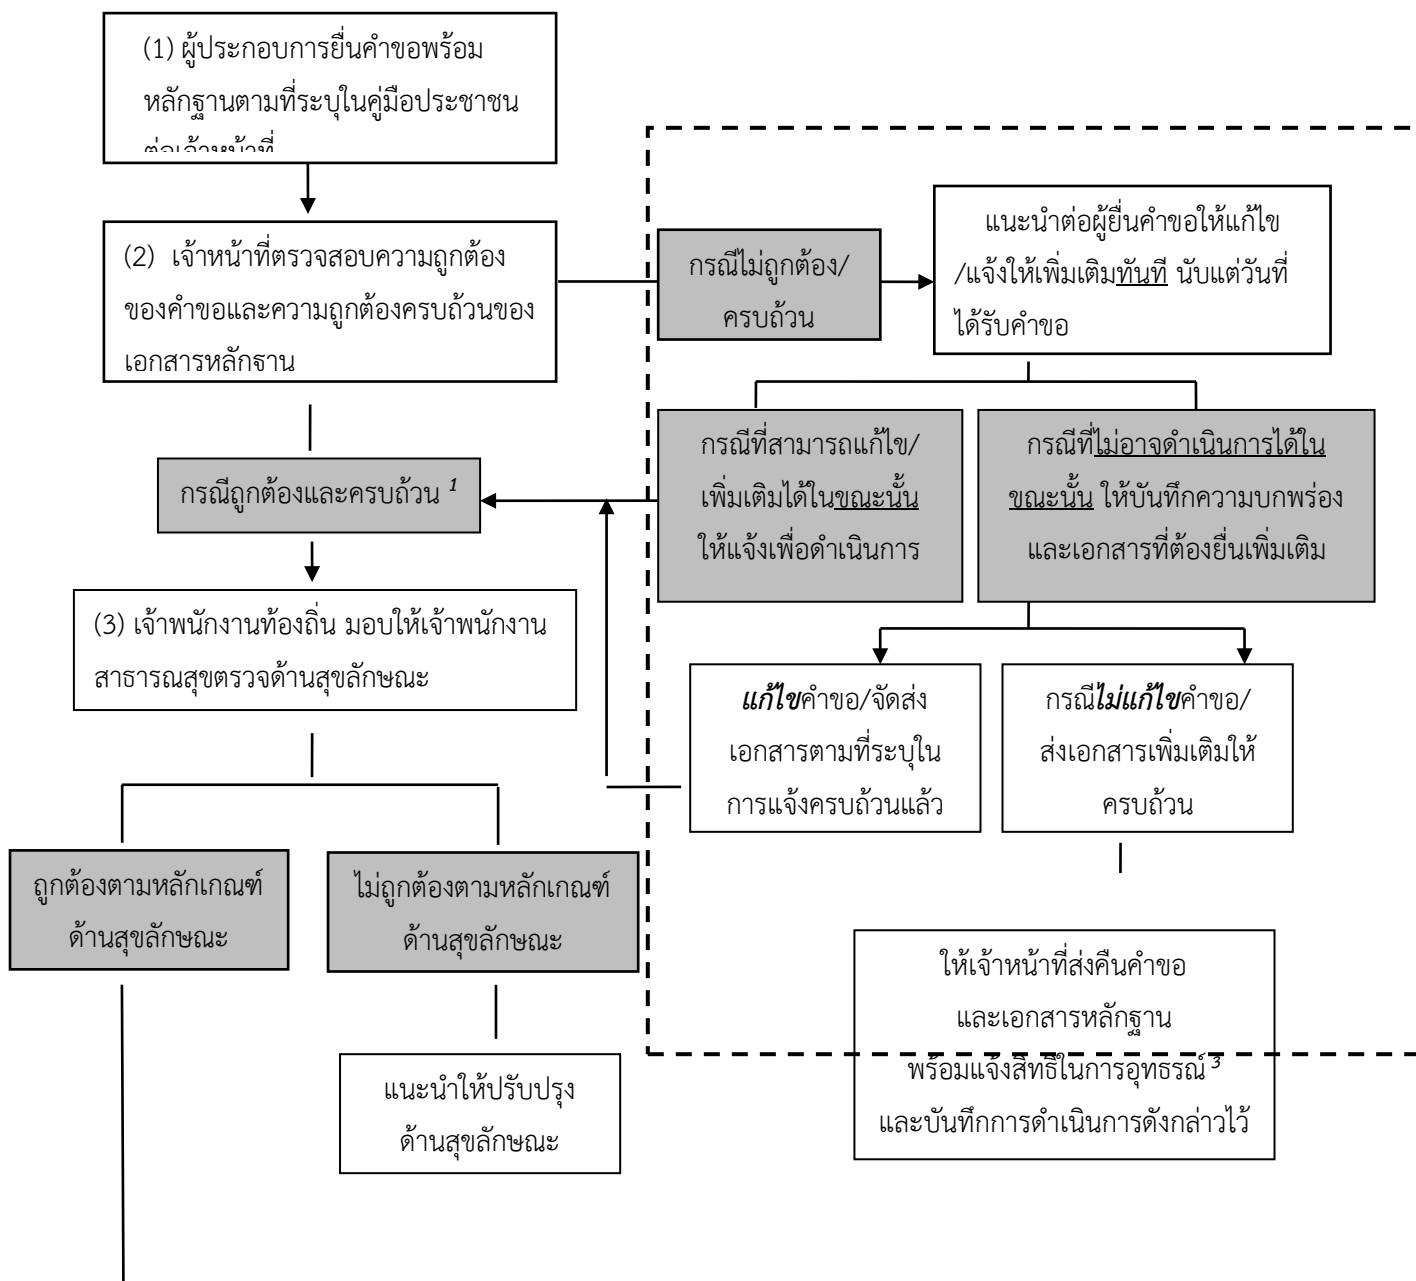 (1) ผู้ประกอบการยื่นคำขอพร้อม
หลักฐานตามที่ระบุในคู่มือประชาชน
ต่อเจ้าหน้าที่
(2) เจ้าหน้าที่ตรวจสอบความถูกต้อง
ของคำขอและความถูกต้องครบถ้วนของ
เอกสารหลักฐาน
กรณีไม่ถูกต้อง/
ครบถ้วน
แนะนำต่อผู้ยื่นคำขอให้แก้ไข
/แจ้งให้เพิ่มเติมทันที นับแต่วันที่
ได้รับคำขอ
กรณีถูกต้องและครบถ้วน 1
กรณีที่สามารถแก้ไข/
เพิ่มเติมได้ในขณะนั้น
ให้แจ้งเพื่อดำเนินการ
กรณีที่ไม่อาจดำเนินการได้ใน
ขณะนั้น ให้บันทึกความบกพร่อง
และเอกสารที่ต้องยื่นเพิ่มเติม
(3) เจ้าพนักงานท้องถิ่น มอบให้เจ้าพนักงาน
สาธารณสุขตรวจด้านสุขลักษณะ
แก้ไขคำขอ/จัดส่ง
เอกสารตามที่ระบุใน
การแจ้งครบถ้วนแล้ว
กรณีไม่แก้ไขคำขอ/
ส่งเอกสารเพิ่มเติมให้
ครบถ้วน
ถูกต้องตามหลักเกณฑ์
ด้านสุขลักษณะ
ไม่ถูกต้องตามหลักเกณฑ์
ด้านสุขลักษณะ
ให้เจ้าหน้าที่ส่งคืนคำขอ
และเอกสารหลักฐาน
พร้อมแจ้งสิทธิในการอุทธรณ์ 3
และบันทึกการดำเนินการดังกล่าวไว้
แนะนำให้ปรับปรุง
ด้านสุขลักษณะ